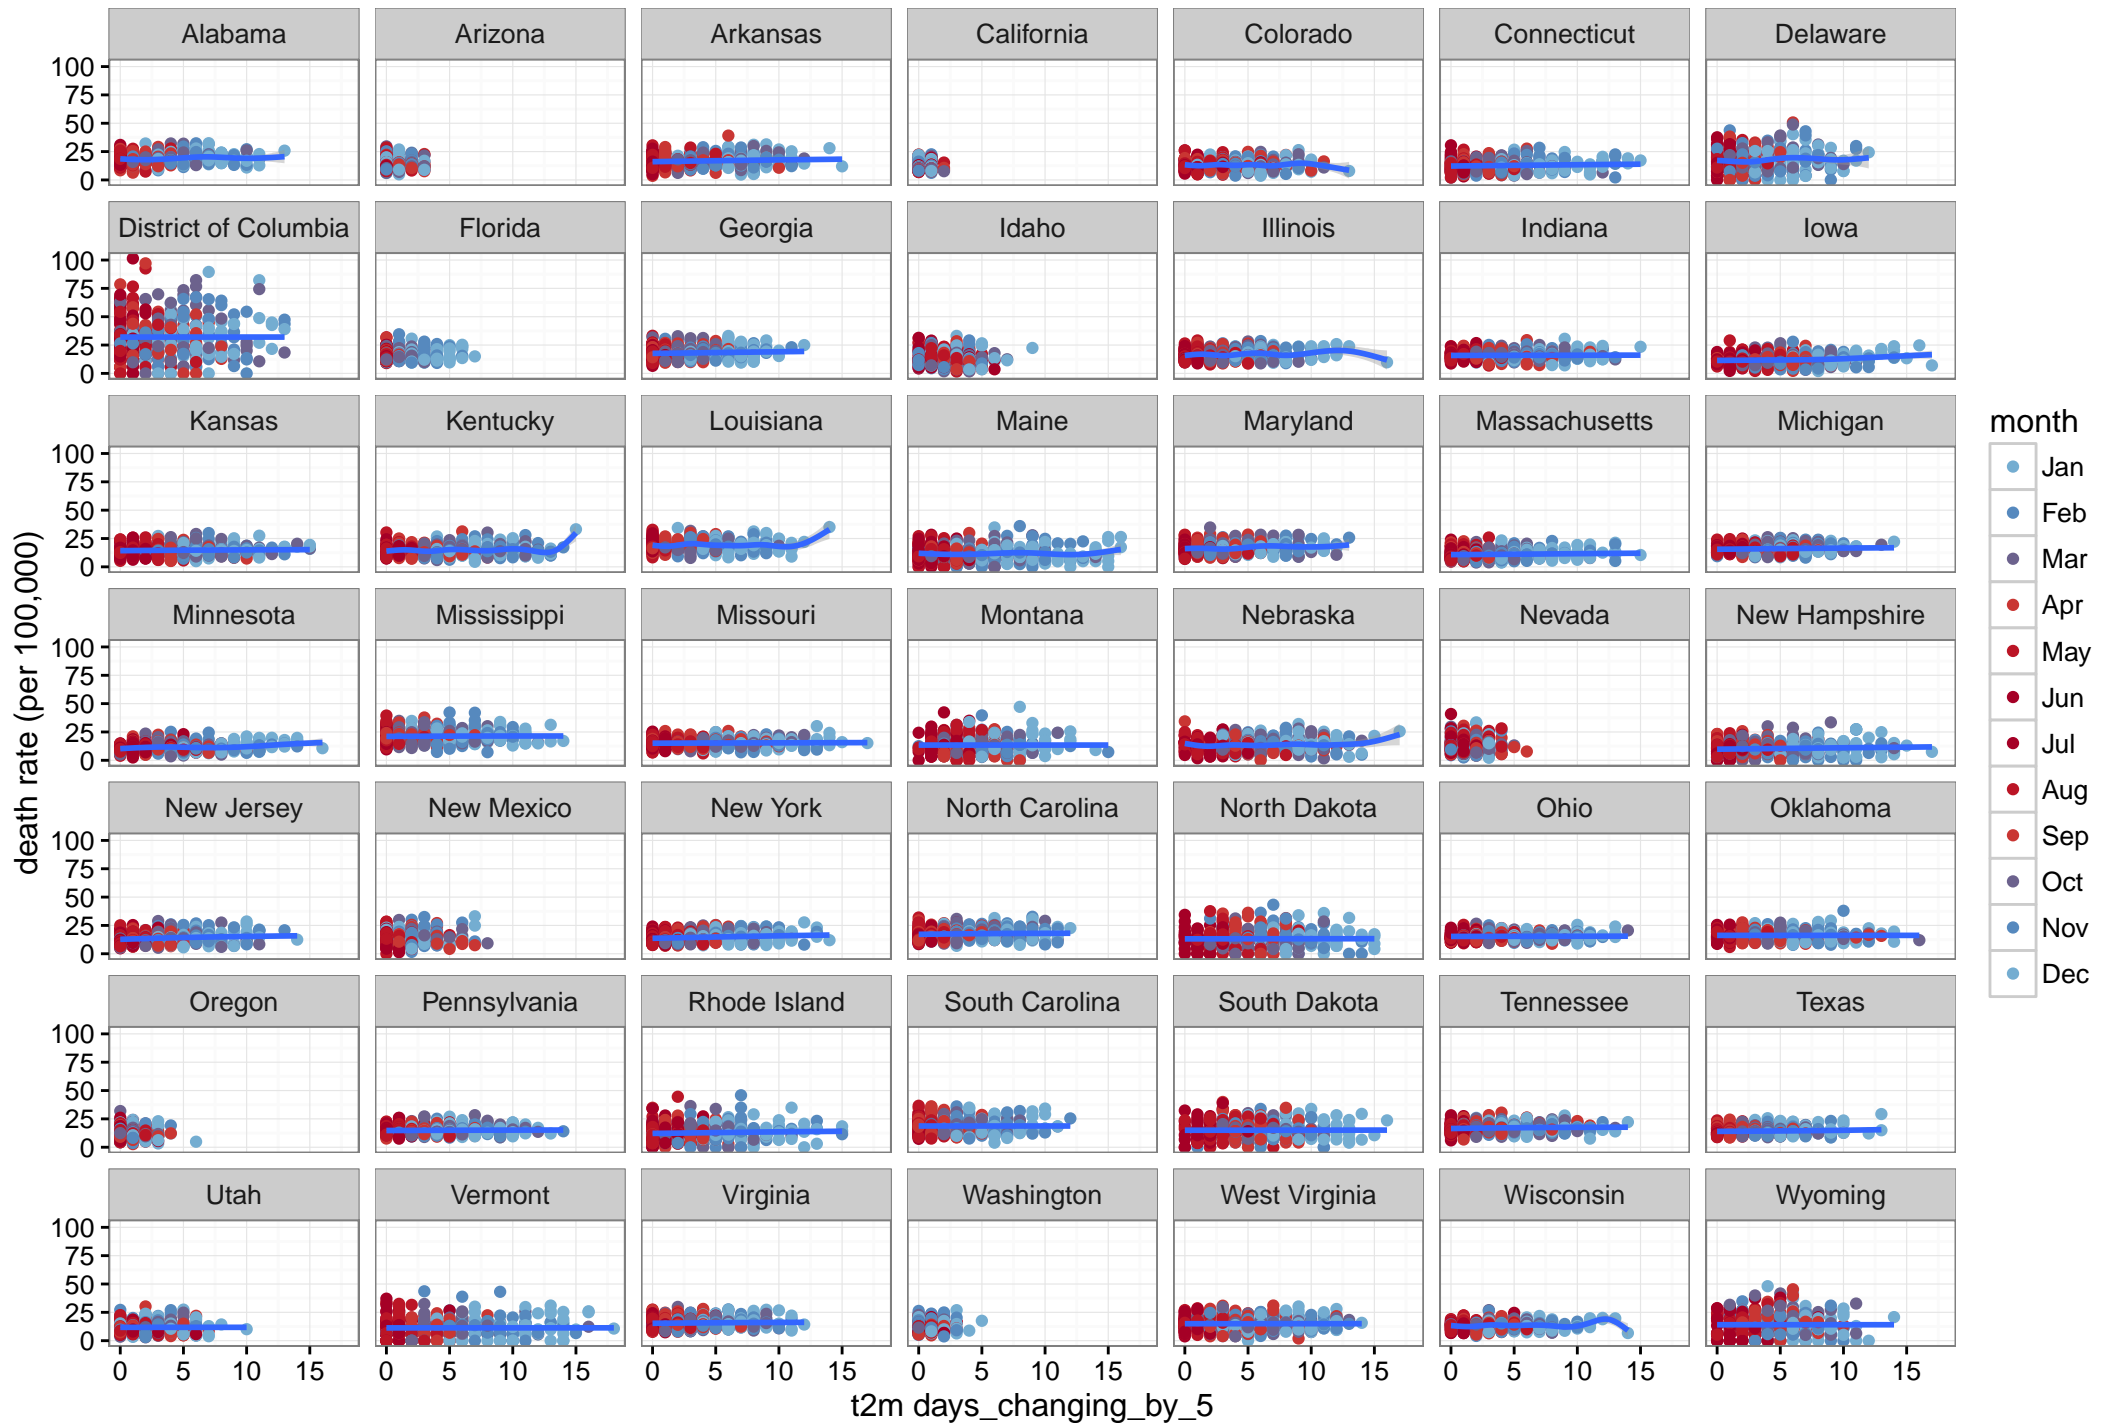 Alabama Arizona Arkansas California Colorado Connecticut Delaware
100
75
50
25
0
District of Columbia Florida Georgia Idaho Illinois Indiana Iowa
100
75
50
25
0
Kansas Kentucky Louisiana Maine Maryland Massachusetts Michigan
100
75
50
25
0
Minnesota Mississippi Missouri Montana Nebraska Nevada New Hampshire
100
75
50
25
0
New Jersey New Mexico New York North Carolina North Dakota Ohio Oklahoma
100
75
50
25
0
Oregon Pennsylvania Rhode Island South Carolina South Dakota Tennessee Texas
100
75
50
25
0
Utah Vermont Virginia Washington West Virginia Wisconsin Wyoming
100
75
50
25
0
0 5 10 15 0 5 10 15 0 5 10 15 0 5 10 15 0 5 10 15 0 5 10 15 0 5 10 15
t2m days_changing_by_5
death rate (per 100,000)
month
Jan
Feb
Mar
Apr
May
Jun
Jul
Aug
Sep
Oct
Nov
Dec